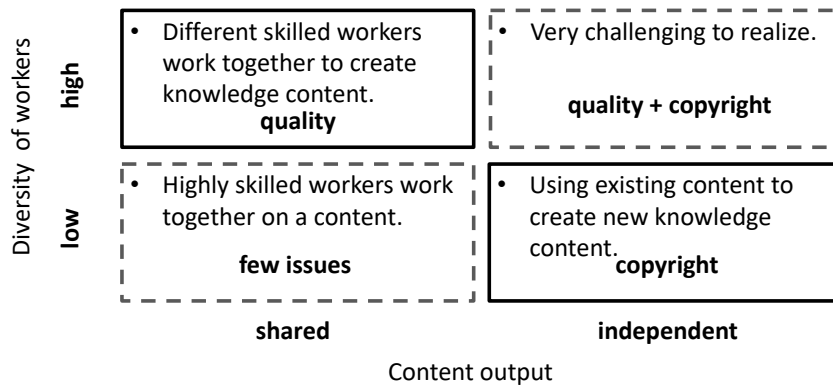 Diversity of workers
high
low
• Different skilled workers
work together to create
knowledge content.
quality
• Very challenging to realize.
quality + copyright
• Highly skilled workers work
together on a content.
few issues
• Using existing content to
create new knowledge
content.
copyright
shared
independent
Content output